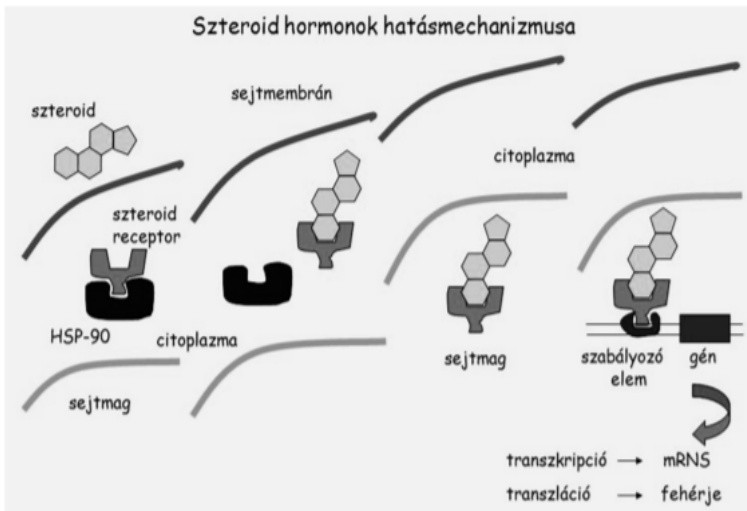 Szteroid hormonok hatásmechanizmusa
szteroid
sejtmembrán
citoplazma
szteroid
receptor
HSP-90
citoplazma
sejtmag
sejtmag
szabályozó
elem
gén
transzkripció → mRNS
transzláció → fehérje